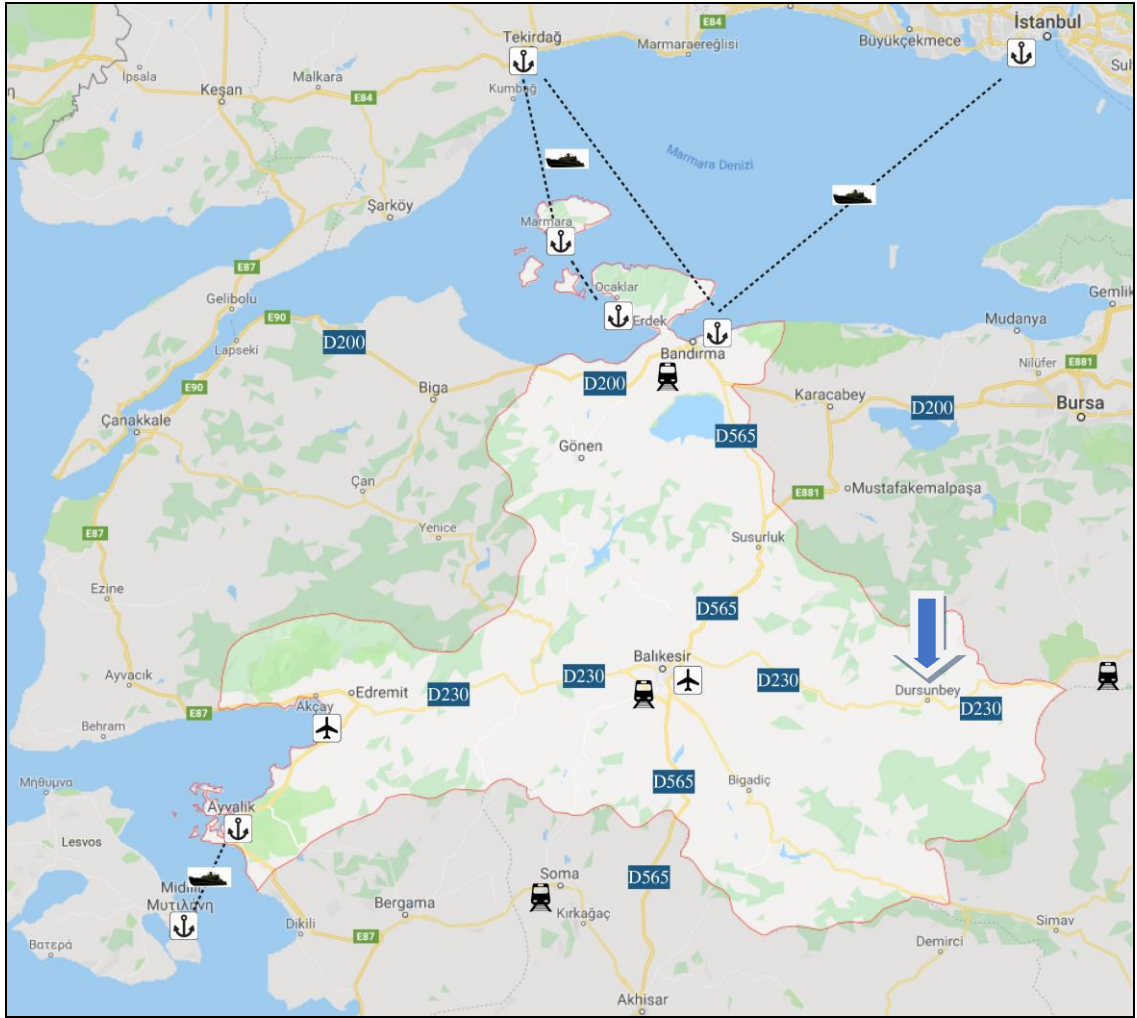 E84
İstanbul
Tekirdağ
Marmaraereğlisi
Büyükçekmece
İpsala
Malkara
Keşan
Kumbağ
E84
Marmara Denizi
Şarköy
Marmara
E87
Ocaklar
Gelibolu
Gemlik
E90
Erdek
Mudanya
Lapseki
D200
Bandırma
Nilüfer
E881
E90
Biga
D200
Karacabey
D200
Bursa
Çanakkale
D565
Gönen
Çan
E881
Mustafakemalpaşa
Yenice
E87
Susurluk
Ezine
D565
Balıkesir
Ayvacık
D230
D230
Dursunbey
Edremit
D230
Akçay
D230
E87
Behram
Μήθυμνα
D565
Bigadiç
Ayvalık
Lesvos
Soma
D565
Μυτιλήνη
Bergama
Kırkağaç
Dikili
Simav
E87
Βατερά
Demirci
Akhisar